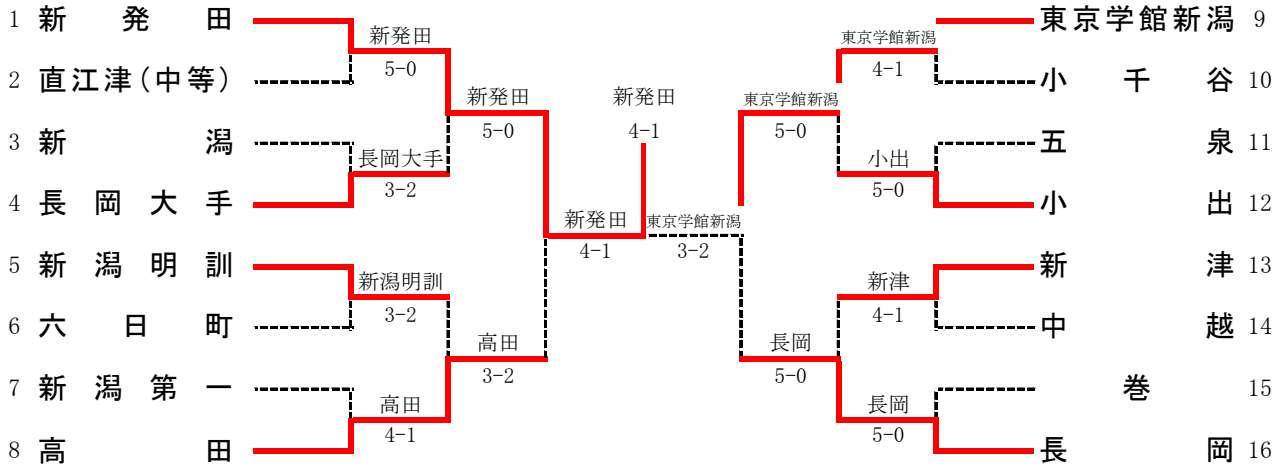 1 新発田
2 直江津(中等)
3 新潟
4 長岡大手
5 新潟明訓
6 六日町
7 新潟第一
8 高田
新発田
5-0
長岡大手
3-2
新潟明訓
3-2
高田
4-1
新発田
5-0
高田
3-2
新発田
4-1
新発田
4-1
東京学館新潟
3-2
東京学館新潟
5-0
長岡
5-0
東京学館新潟
4-1
小出
5-0
新津
4-1
長岡
5-0
東京学館新潟 9
小千谷 10
五泉 11
小出 12
新津 13
中越 14
巻 15
長岡 16